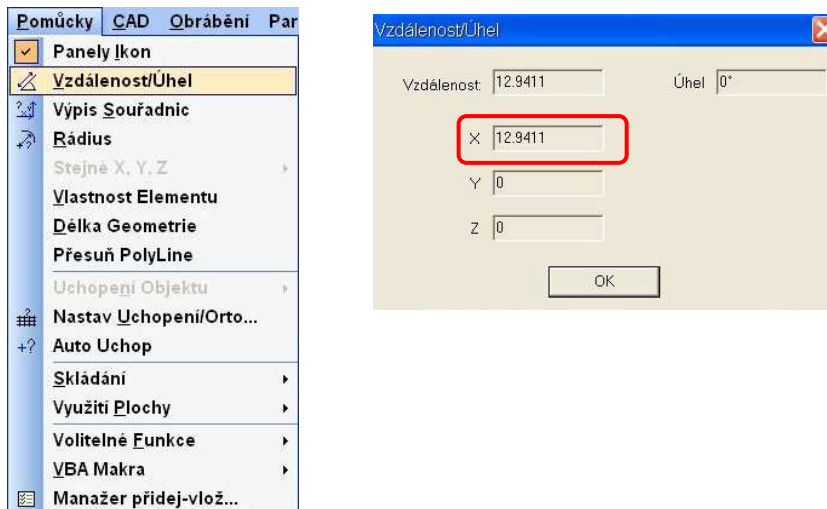 Pomůcky CAD Obrábění Par
Panely Ikon
Vzdálenost/Úhel
Výpis Souřadnic
Rádius
Stejné X, Y, Z
Vlastnost Elementu
Délka Geometrie
Přesuň PolyLine
Uchopení Objektu
Nastav Uchopení/Orto...
+? Auto Uchop
Skládání
Využití Plochy
Volitelné Funkce
VBA Makra
Manažer přidej-vlož...
Vzdálenost/Úhel
Vzdálenost: 12.9411 Úhel 0°
X 12.9411
Y 0
Z 0
OK